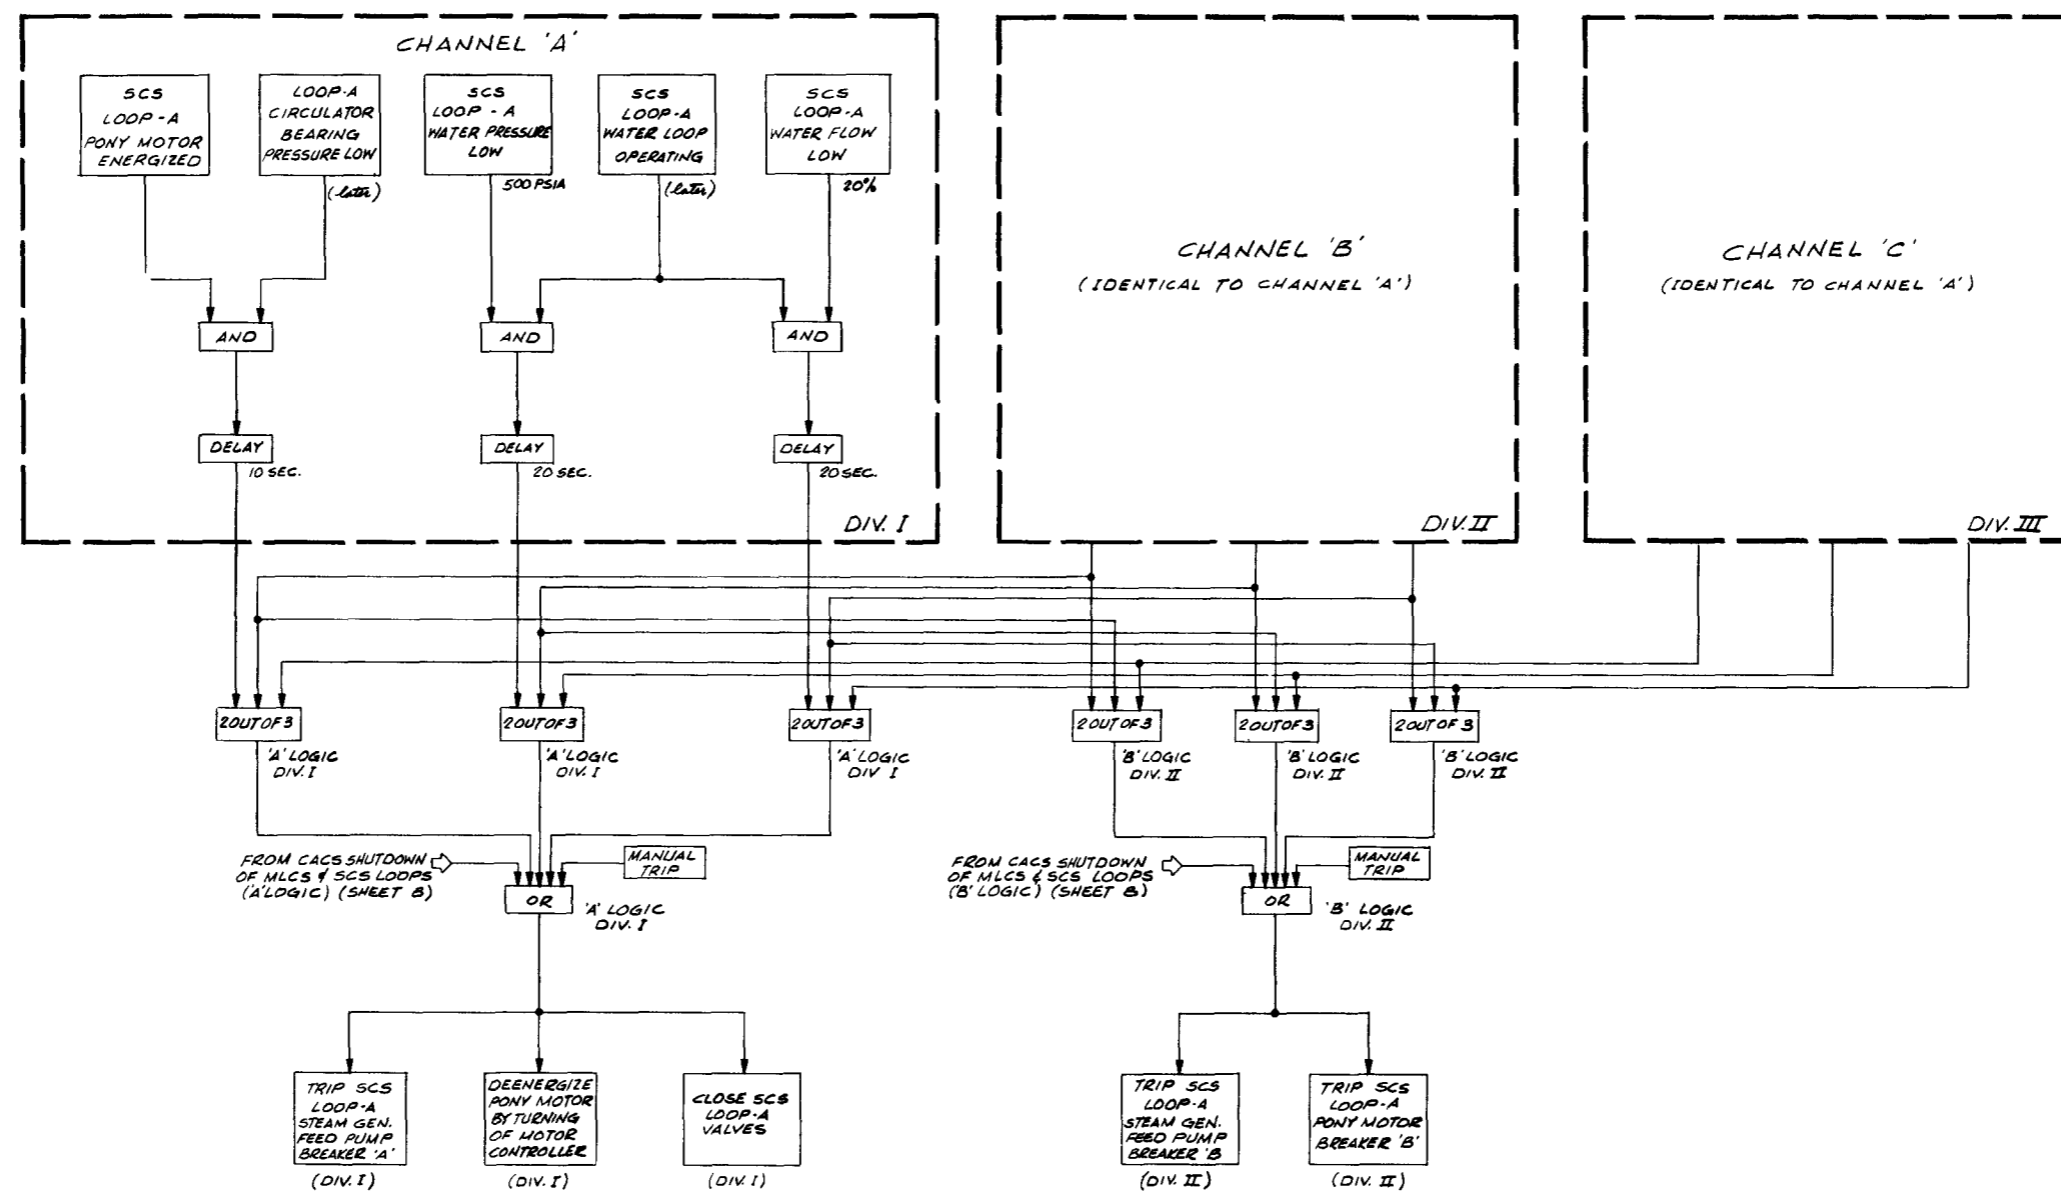 CHANNEL 'A'
SCS
LOOP-A
PONY MOTOR
ENERGIZED
LOOP-A
CIRCULATOR
BEARING
PRESSURE LOW
(later)
SCS
LOOP-A
WATER PRESSURE
LOW
500 PSIA
SCS
LOOP-A
WATER LOOP
OPERATING
(later)
SCS
LOOP-A
WATER FLOW
LOW
20%
AND
AND
AND
DELAY
10 SEC.
DELAY
20 SEC.
DELAY
20 SEC.
DIV. I
CHANNEL 'B'
(IDENTICAL TO CHANNEL 'A')
DIV. II
CHANNEL 'C'
(IDENTICAL TO CHANNEL 'A')
DIV. III
2 OUT OF 3
'A' LOGIC
DIV. I
2 OUT OF 3
'A' LOGIC
DIV. I
2 OUT OF 3
'A' LOGIC
DIV I
2 OUT OF 3
'B' LOGIC
DIV. II
2 OUT OF 3
'B' LOGIC
DIV. II
2 OUT OF 3
'B' LOGIC
DIV. II
FROM CACS SHUTDOWN
OF MLCS & SCS LOOPS
('A' LOGIC) (SHEET 8)
MANUAL
TRIP
OR
'A' LOGIC
DIV. I
FROM CACS SHUTDOWN
OF MLCS & SCS LOOPS
('B' LOGIC) (SHEET 8)
MANUAL
TRIP
OR
'B' LOGIC
DIV. II
TRIP SCS
LOOP-A
STEAM GEN.
FEED PUMP
BREAKER 'A'
(DIV. I)
DEENERGIZE
PONY MOTOR
BY TURNING
OF MOTOR
CONTROLLER
(DIV. I)
CLOSE SCS
LOOP-A
VALVES
(DIV. I)
TRIP SCS
LOOP-A
STEAM GEN.
FEED PUMP
BREAKER 'B
(DIV. II)
TRIP SCS
LOOP-A
PONY MOTOR
BREAKER 'B'
(DIV. II)